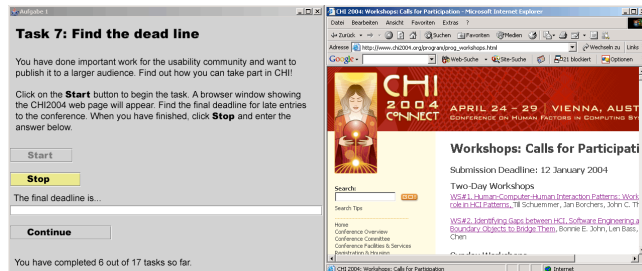 Aufgabe 1
Task 7: Find the dead line
You have done important work for the usability community and want to
publish it to a larger audience. Find out how you can take part in CHI!
Click on the Start button to begin the task. A browser window showing
the CHI2004 web page will appear. Find the final deadline for late entries
to the conference. When you have finished, click Stop and enter the
answer below.
Start
Stop
The final deadline is...
Continue
You have completed 6 out of 17 tasks so far.
CHI 2004: Workshops: Calls for Participation - Microsoft Internet Explorer
Datei Bearbeiten Ansicht Favoriten Extras ?
Zurück Suchen Favoriten Medien
Adresse http://www.chi2004.org/program/prog_workshops.html Wechseln zu Links
Google Web-Suche Site-Suche 521 blockiert Optionen
CHI
2004
CONNECT
APRIL 24 – 29 | VIENNA, AUST
CONFERENCE ON HUMAN FACTORS IN COMPUTING SY
Workshops: Calls for Participati
Submission Deadline: 12 January 2004
Two-Day Workshops
WS#1. Human-Computer-Human Interaction Patterns: Work
role in HCI Patterns, Till Schuemmer, Jan Borchers, John C. Th
WS#2. Identifying Gaps between HCI, Software Engineering a
Boundary Objects to Bridge Them, Bonnie E. John, Len Bass,
Chen
Search:
GO!
Search Tips
Home
Conference Overview
Conference Committee
Conference Facilities & Services
Registration & Housing
CHI 2004: Workshops: Calls for Participation
Internet